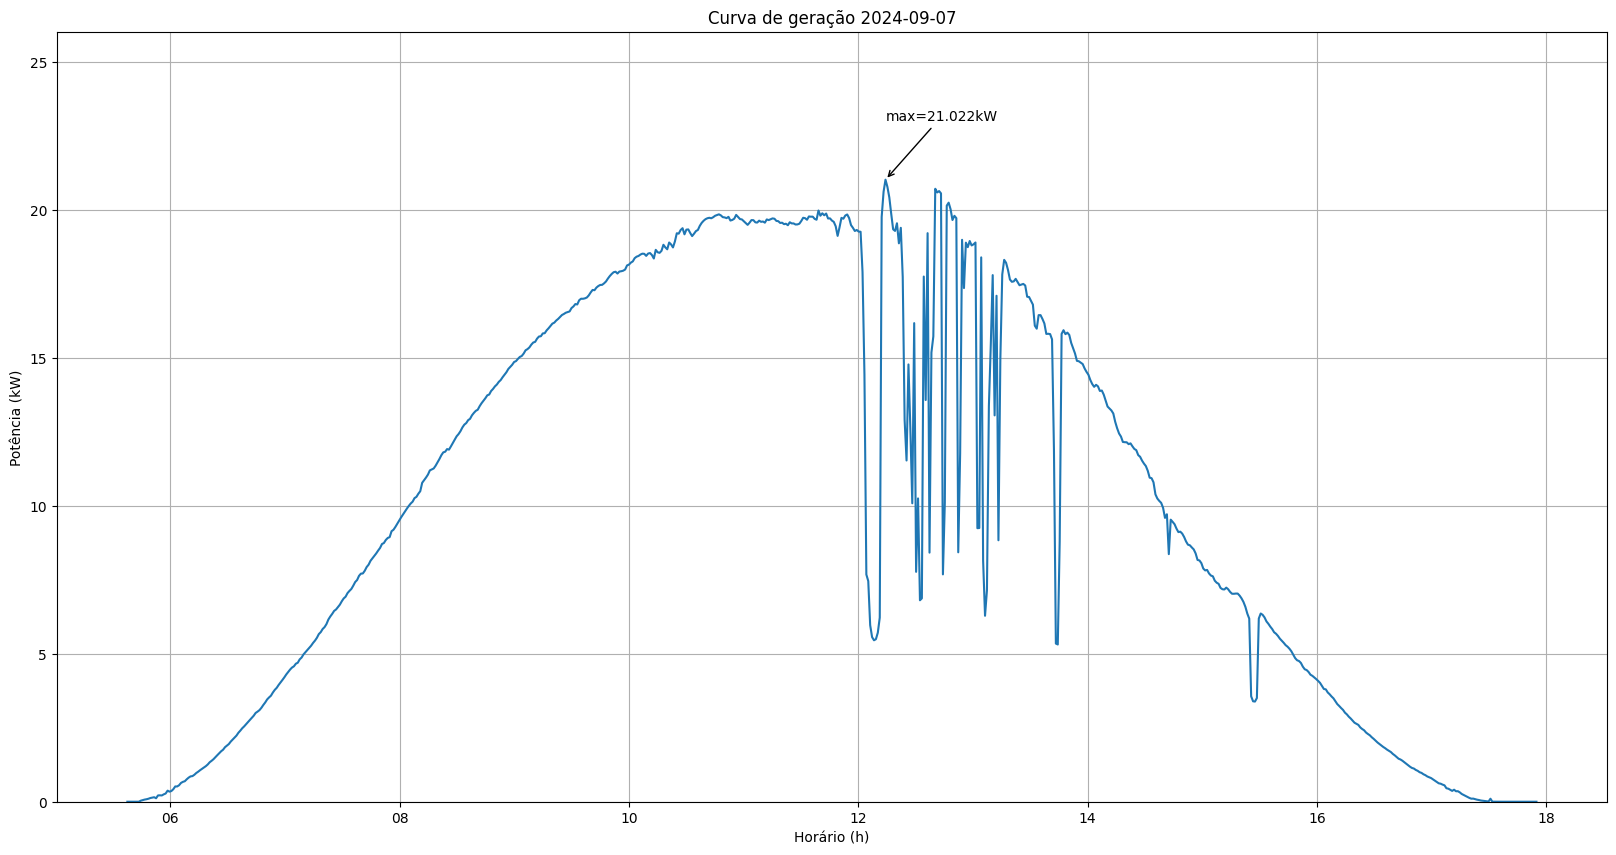 Curva de geração 2024-09-07
25
max=21.022kW
20
15
Potência (kW)
10
5
0
06 08 10 12 14 16 18
Horário (h)